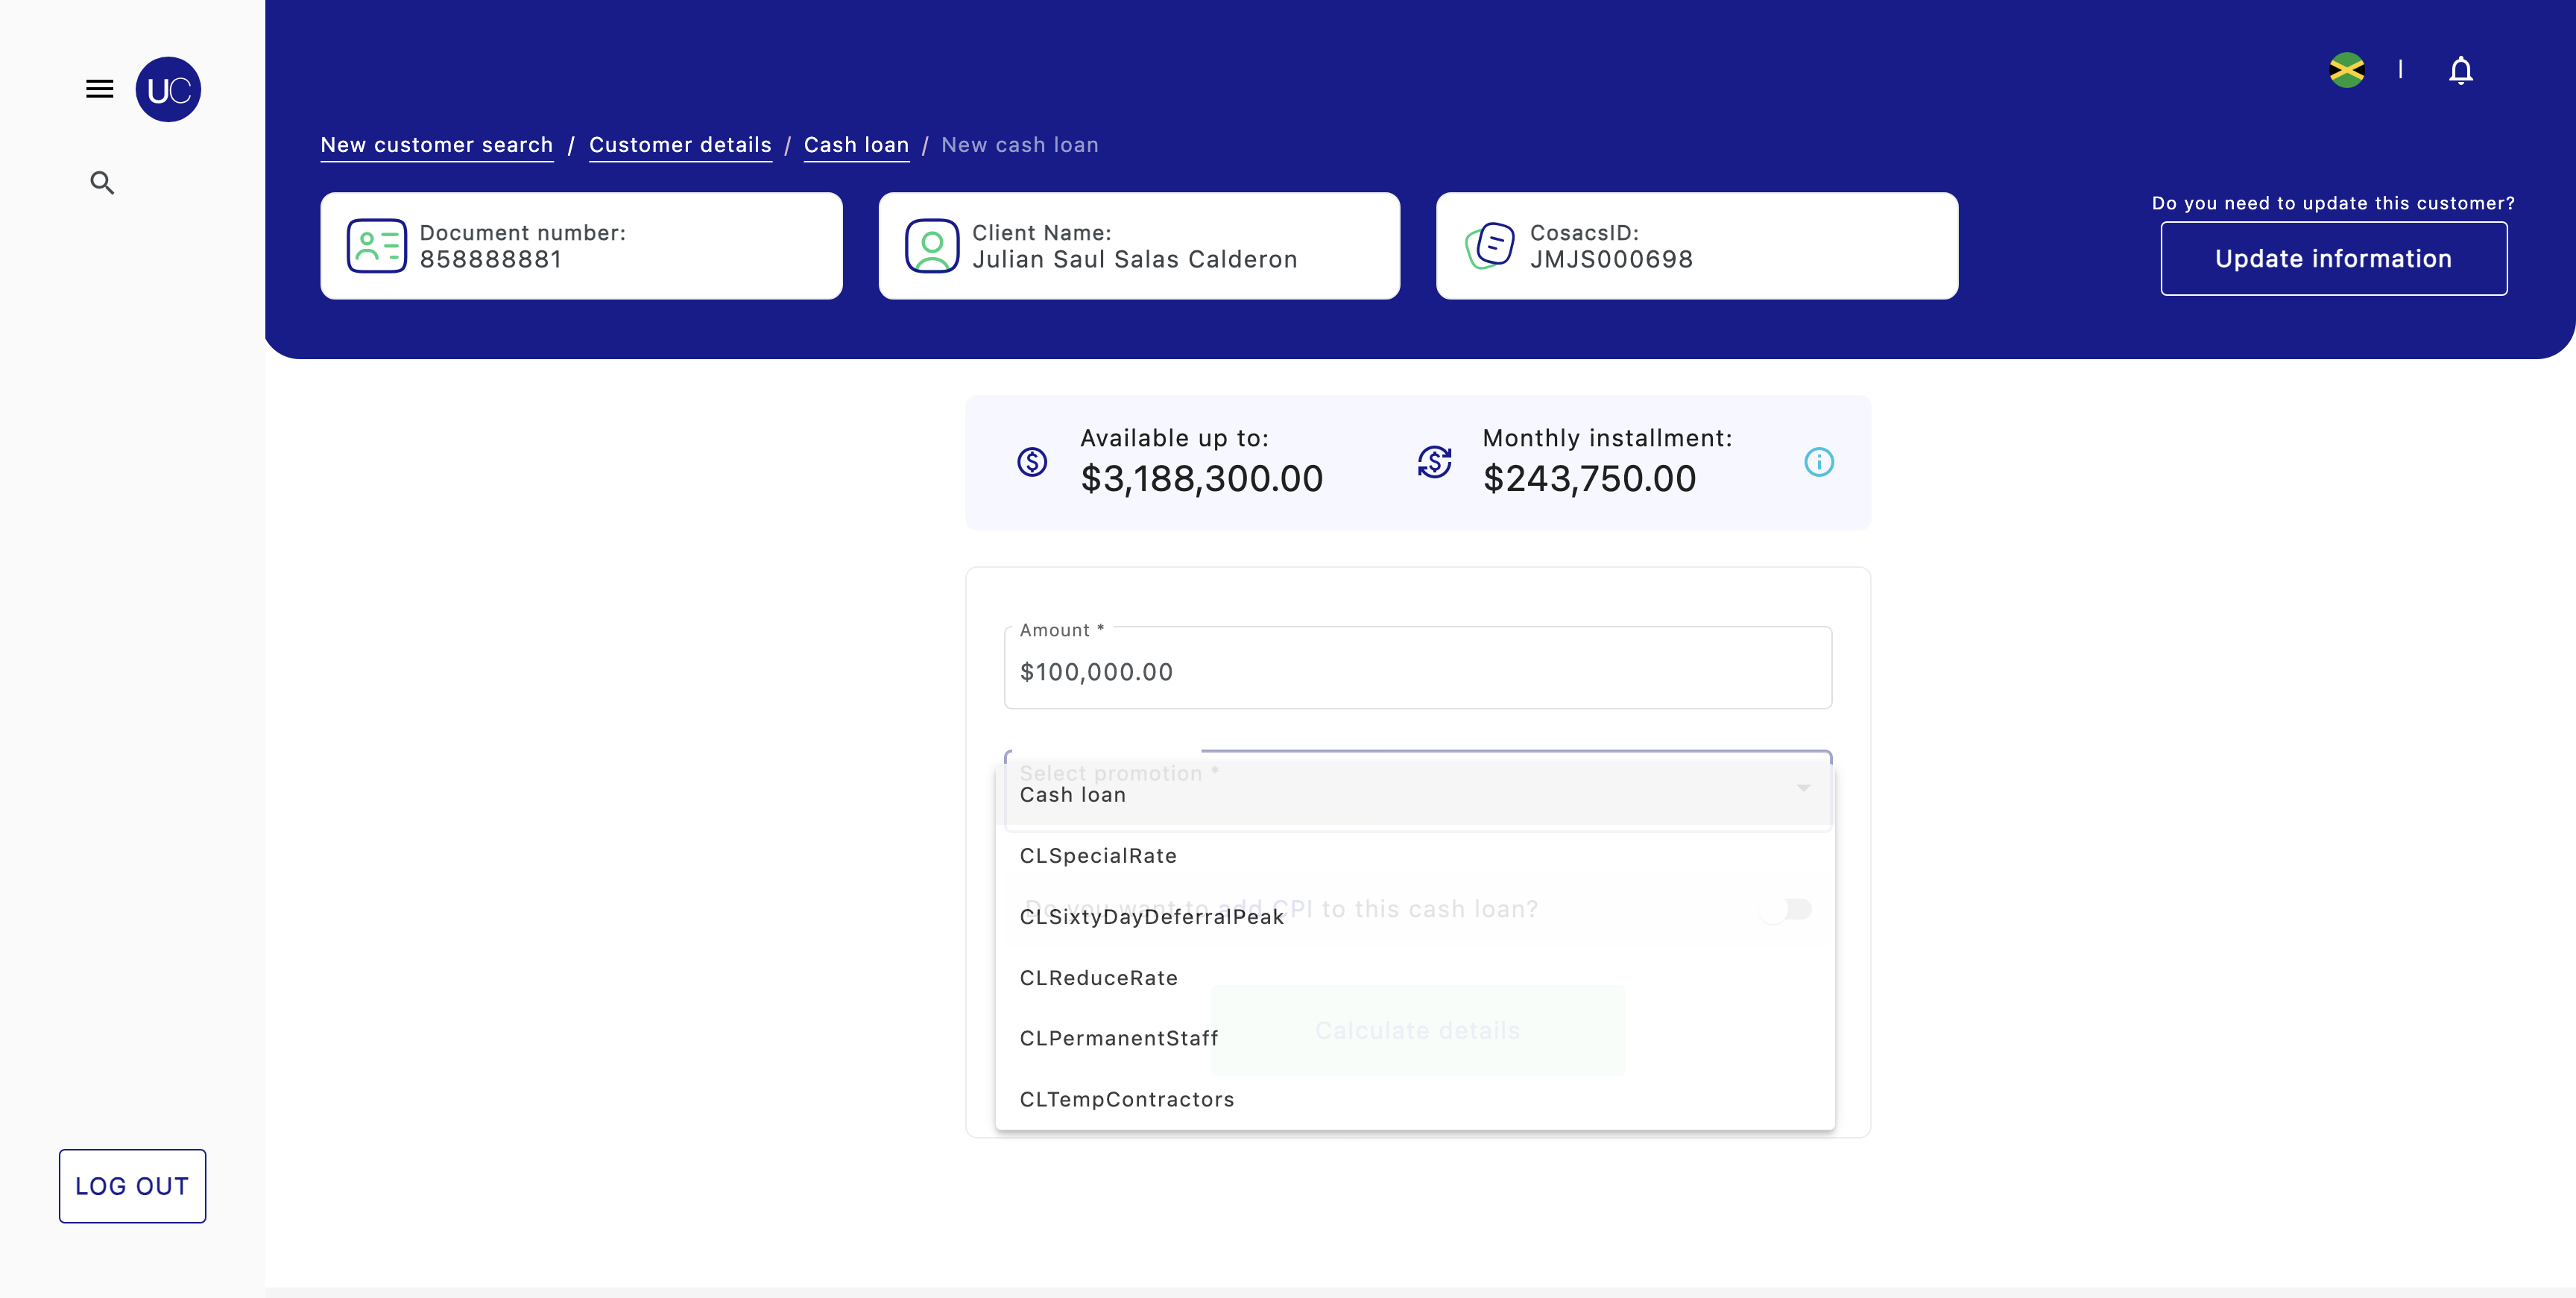 UC
New customer search / Customer details / Cash loan / New cash loan
Document number:
858888881
Client Name:
Julian Saul Salas Calderon
CosacsID:
JMJS000698
Do you need to update this customer?
Update information
Available up to:
$3,188,300.00
Monthly installment:
$243,750.00
Amount *
$100,000.00
Select promotion *
Cash loan
CLSpecialRate
Do you want to add CPI to this cash loan?
CLSixtyDayDeferralPeak
CLReduceRate
Calculate details
CLPermanentStaff
CLTempContractors
LOG OUT